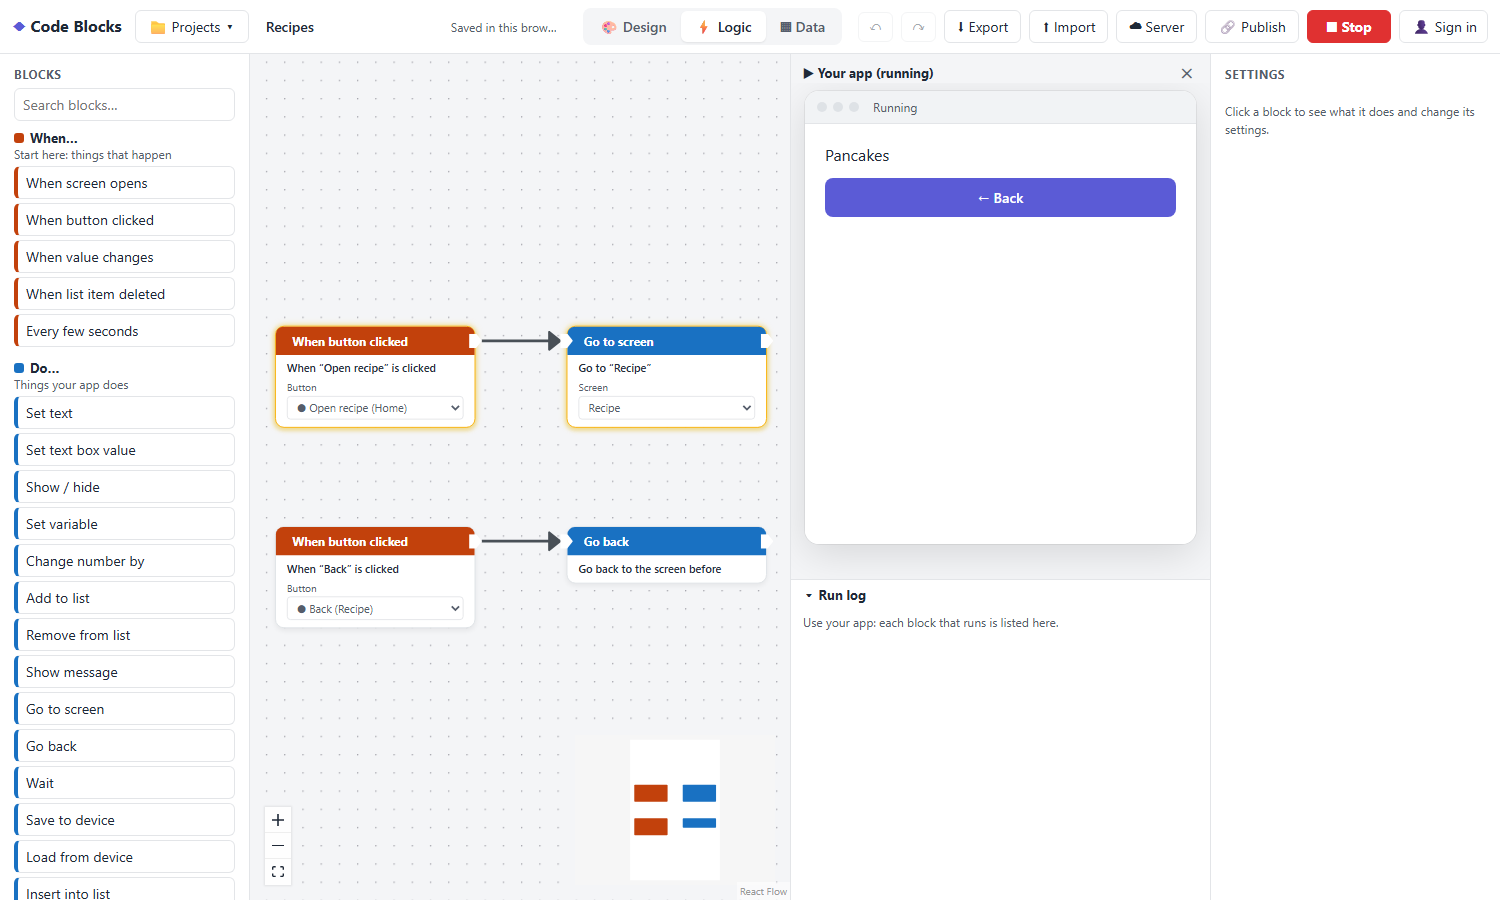 Code Blocks
Projects ▾
Recipes
Saved in this brow...
Design
Logic
Data
Export
Import
Server
Publish
Stop
Sign in
BLOCKS
Search blocks...
When...
Start here: things that happen
When screen opens
When button clicked
When value changes
When list item deleted
Every few seconds
Do...
Things your app does
Set text
Set text box value
Show / hide
Set variable
Change number by
Add to list
Remove from list
Show message
Go to screen
Go back
Wait
Save to device
Load from device
Insert into list
When button clicked
When “Open recipe” is clicked
Button
Open recipe (Home)
Go to screen
Go to “Recipe”
Screen
Recipe
When button clicked
When “Back” is clicked
Button
Back (Recipe)
Go back
Go back to the screen before
React Flow
Your app (running)
Running
Pancakes
← Back
Run log
Use your app: each block that runs is listed here.
SETTINGS
Click a block to see what it does and change its
settings.